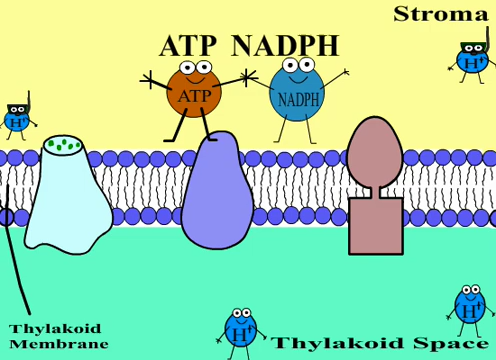 Stroma
ATP NADPH
H⁺
ATP
NADPH
H⁺
Thylakoid
Membrane
H⁺
Thylakoid Space
H⁺